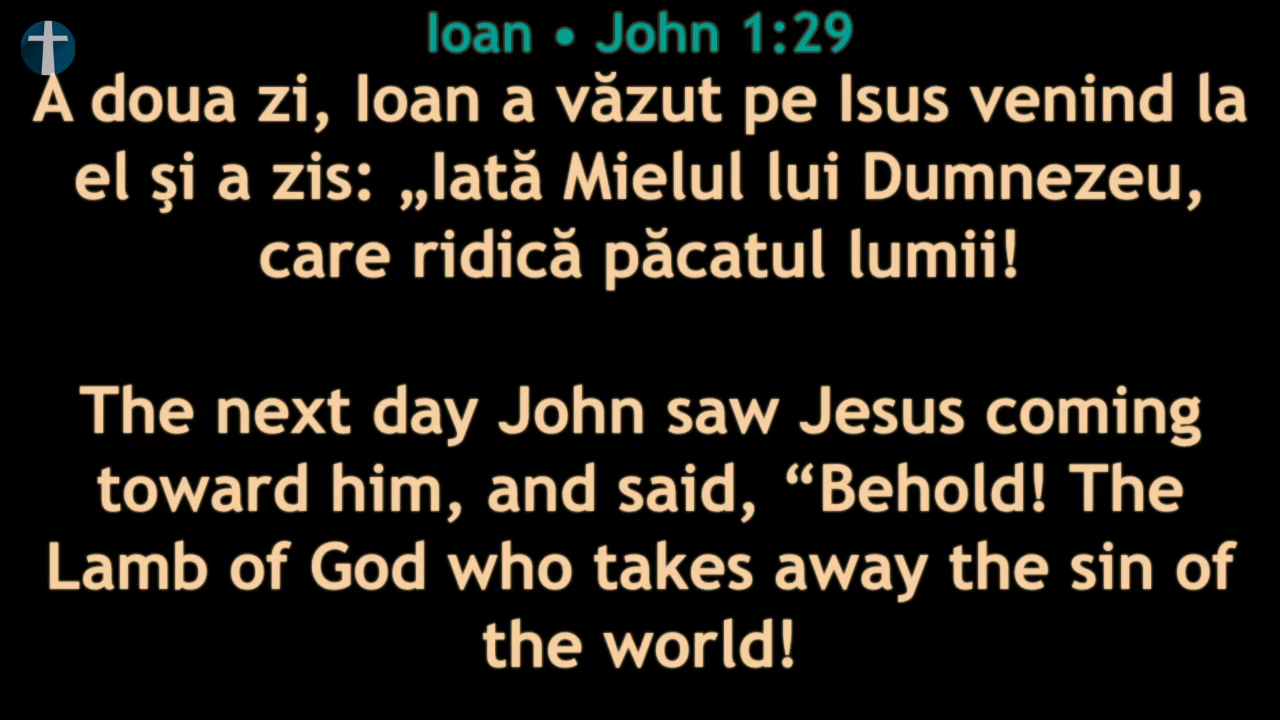 Ioan • John 1:29
A doua zi, Ioan a văzut pe Isus venind la
el şi a zis: „Iată Mielul lui Dumnezeu,
care ridică păcatul lumii!
The next day John saw Jesus coming
toward him, and said, “Behold! The
Lamb of God who takes away the sin of
the world!